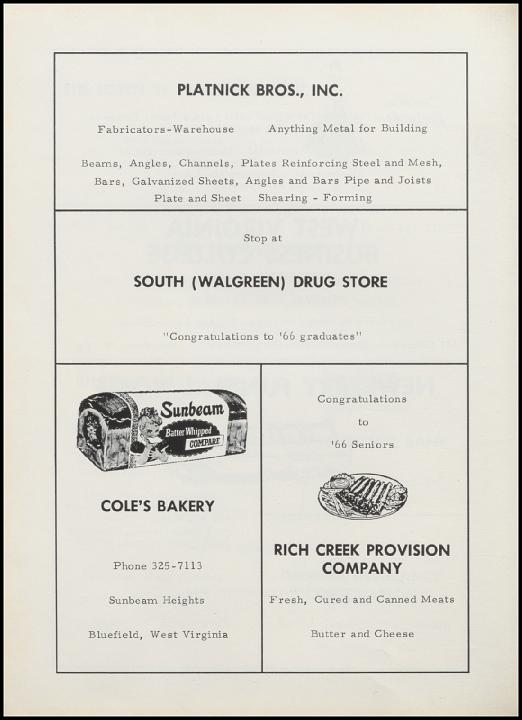 PLATNICK BROS., INC.
Fabricators-Warehouse Anything Metal for Building
Beams, Angles, Channels, Plates Reinforcing Steel and Mesh,
Bars, Galvanized Sheets, Angles and Bars Pipe and Joists
Plate and Sheet Shearing - Forming
Stop at
SOUTH (WALGREEN) DRUG STORE
"Congratulations to '66 graduates"
Sunbeam
Batter Whipped
COMPARE
COLE'S BAKERY
Phone 325-7113
Sunbeam Heights
Bluefield, West Virginia
Congratulations
to
'66 Seniors
RICH CREEK PROVISION
COMPANY
Fresh, Cured and Canned Meats
Butter and Cheese